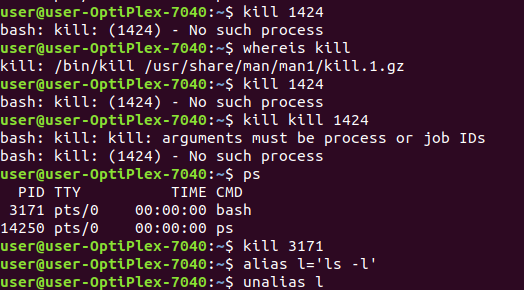 user@user-OptiPlex-7040:~$ kill 1424
bash: kill: (1424) - No such process
user@user-OptiPlex-7040:~$ whereis kill
kill: /bin/kill /usr/share/man/man1/kill.1.gz
user@user-OptiPlex-7040:~$ kill 1424
bash: kill: (1424) - No such process
user@user-OptiPlex-7040:~$ kill kill 1424
bash: kill: kill: arguments must be process or job IDs
bash: kill: (1424) - No such process
user@user-OptiPlex-7040:~$ ps
  PID TTY          TIME CMD
 3171 pts/0    00:00:00 bash
14250 pts/0    00:00:00 ps
user@user-OptiPlex-7040:~$ kill 3171
user@user-OptiPlex-7040:~$ alias l='ls -l'
user@user-OptiPlex-7040:~$ unalias l